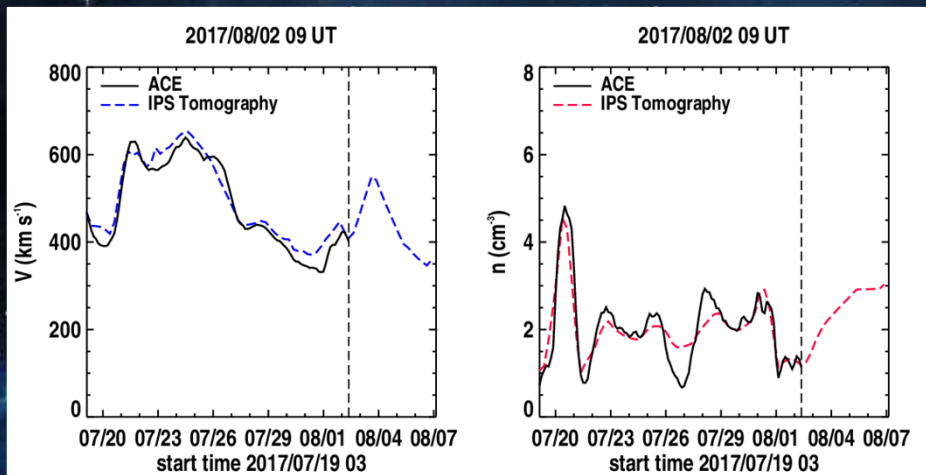 2017/08/02 09 UT
800
600
400
200
0
V (km s⁻¹)
ACE
IPS Tomography
07/20 07/23 07/26 07/29 08/01 08/04 08/07
start time 2017/07/19 03
2017/08/02 09 UT
8
6
4
2
0
n (cm⁻³)
ACE
IPS Tomography
07/20 07/23 07/26 07/29 08/01 08/04 08/07
start time 2017/07/19 03